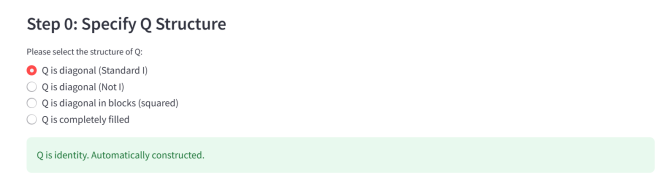 Step 0: Specify Q Structure
Please select the structure of Q:
Q is diagonal (Standard I)
Q is diagonal (Not I)
Q is diagonal in blocks (squared)
Q is completely filled
Q is identity. Automatically constructed.